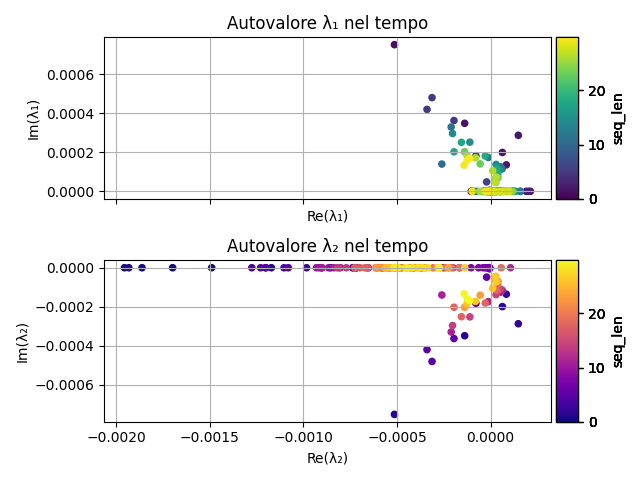 Autovalore λ₁ nel tempo
0.0006
0.0004
0.0002
0.0000
Im(λ₁)
Re(λ₁)
20
10
0
seq_len
Autovalore λ₂ nel tempo
0.0000
−0.0002
−0.0004
−0.0006
Im(λ₂)
−0.0020
−0.0015
−0.0010
−0.0005
0.0000
Re(λ₂)
20
10
0
seq_len